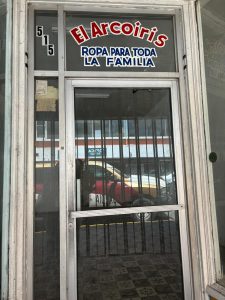 El Arcoiris
515
ROPA PARA TODA
LA FAMILIA